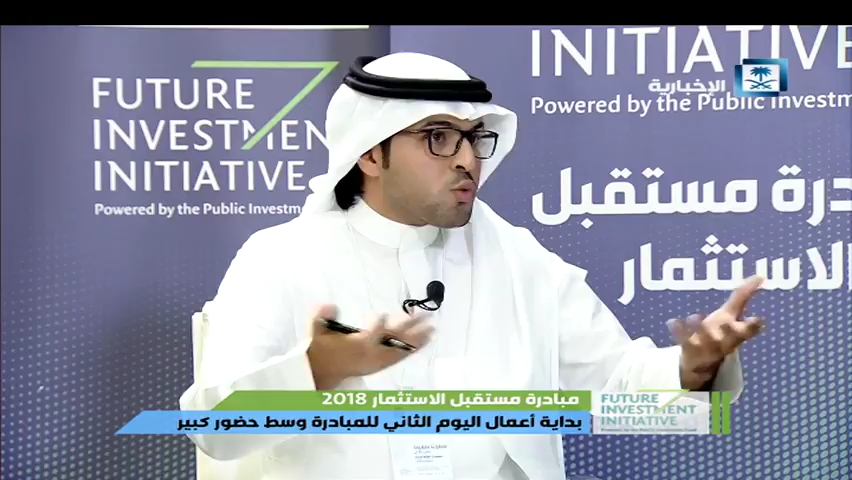 FUTURE
INVESTMEN
INITIATIVE
Powered by the Public Investm
INITIATIVE
Powered by the Public Investm
الإخبارية
درة مستقبل
الاستثمار
مبادرة مستقبل الاستثمار 2018
بداية أعمال اليوم الثاني للمبادرة وسط حضور كبير
FUTURE
INVESTMENT
INITIATIVE